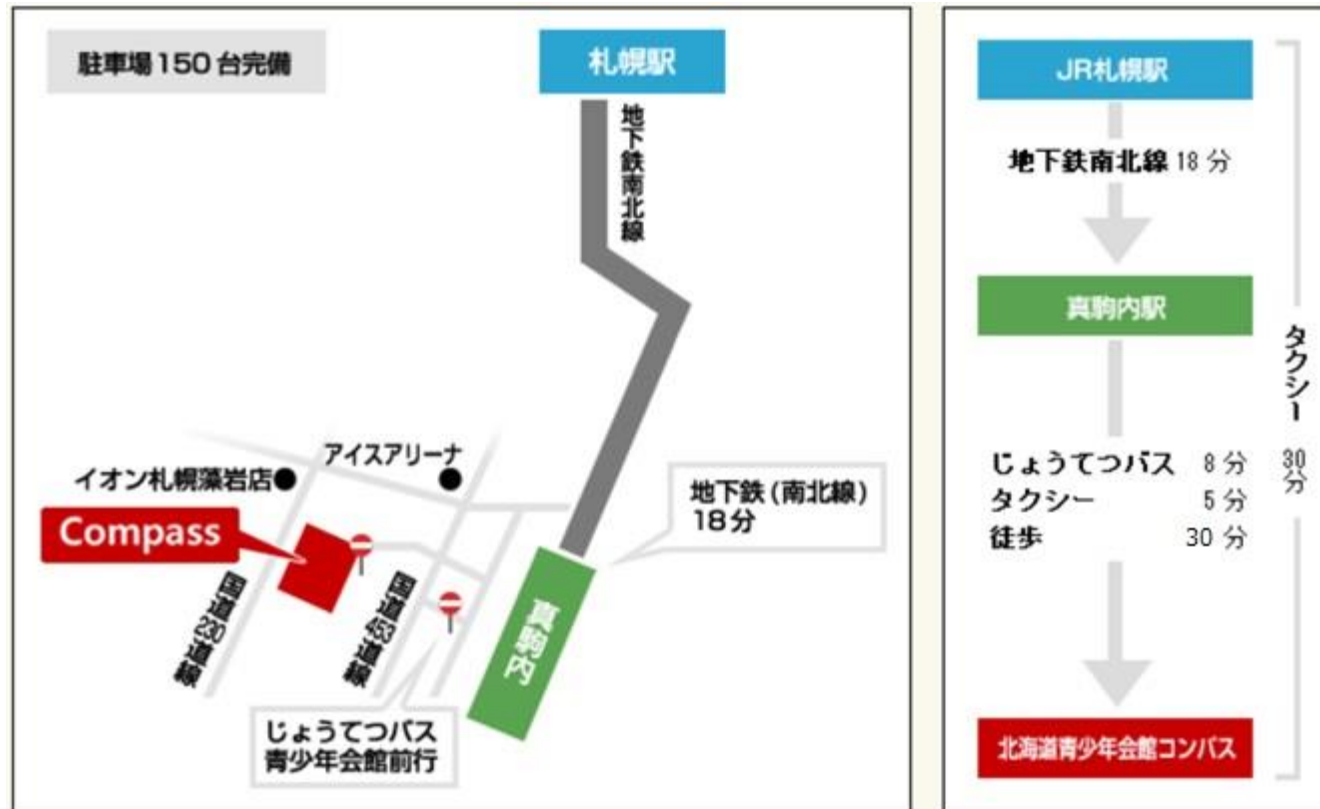 駐車場150台完備
札幌駅
地下鉄南北線
アイスアリーナ
イオン札幌藻岩店
Compass
地下鉄(南北線)
18分
国道230道線
国道453道線
真駒内
じょうてつバス
青少年会館前行
JR札幌駅
地下鉄南北線 18分
真駒内駅
じょうてつバス 8分
タクシー 5分
徒歩 30分
タクシー 30分
北海道青少年会館コンパス